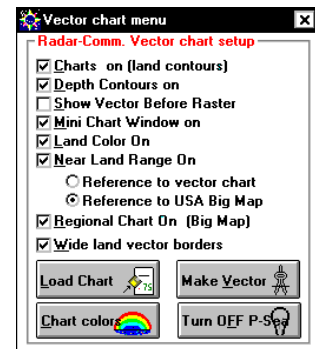 Vector chart menu
Radar-Comm. Vector chart setup
Charts on (land contours)
Depth Contours on
Show Vector Before Raster
Mini Chart Window on
Land Color On
Near Land Range On
Reference to vector chart
Reference to USA Big Map
Regional Chart On (Big Map)
Wide land vector borders
Load Chart
75
Make Vector
Chart colors
Turn OFF P-Sea